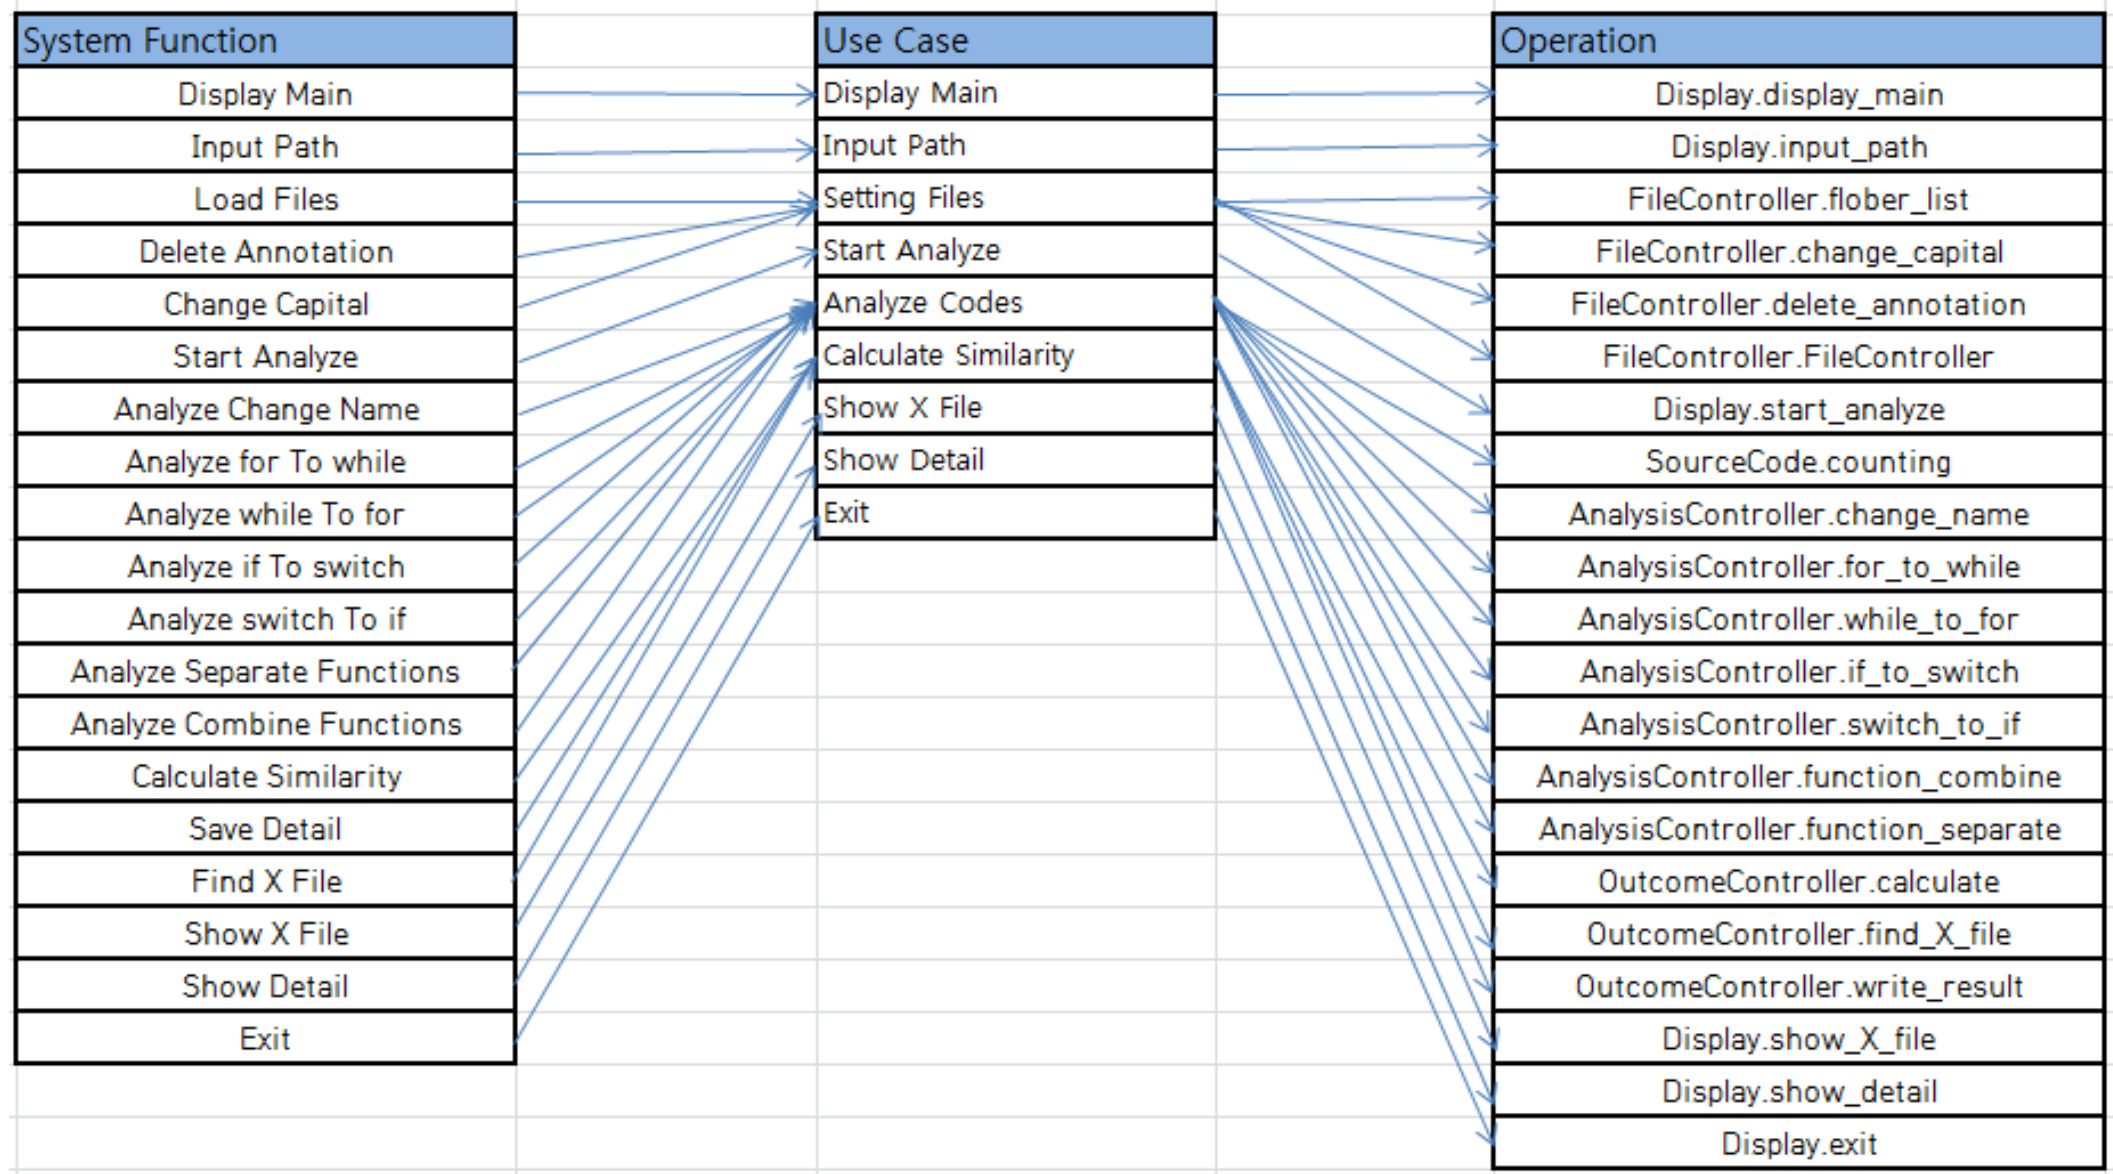 System Function
Display Main
Input Path
Load Files
Delete Annotation
Change Capital
Start Analyze
Analyze Change Name
Analyze for To while
Analyze while To for
Analyze if To switch
Analyze switch To if
Analyze Separate Functions
Analyze Combine Functions
Calculate Similarity
Save Detail
Find X File
Show X File
Show Detail
Exit
Use Case
Display Main
Input Path
Setting Files
Start Analyze
Analyze Codes
Calculate Similarity
Show X File
Show Detail
Exit
Operation
Display.display_main
Display.input_path
FileController.flober_list
FileController.change_capital
FileController.delete_annotation
FileController.FileController
Display.start_analyze
SourceCode.counting
AnalysisController.change_name
AnalysisController.for_to_while
AnalysisController.while_to_for
AnalysisController.if_to_switch
AnalysisController.switch_to_if
AnalysisController.function_combine
AnalysisController.function_separate
OutcomeController.calculate
OutcomeController.find_X_file
OutcomeController.write_result
Display.show_X_file
Display.show_detail
Display.exit